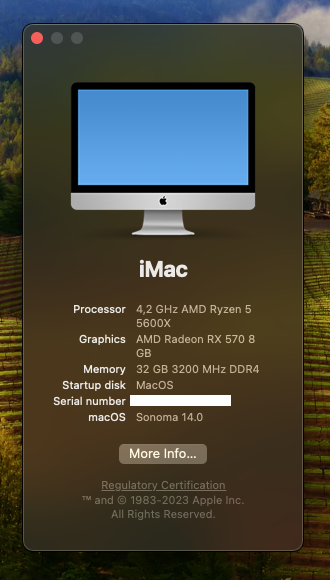 iMac
Processor 4,2 GHz AMD Ryzen 5
5600X
Graphics AMD Radeon RX 570 8
GB
Memory 32 GB 3200 MHz DDR4
Startup disk MacOS
Serial number
macOS Sonoma 14.0
More Info...
Regulatory Certification
™ and © 1983-2023 Apple Inc.
All Rights Reserved.